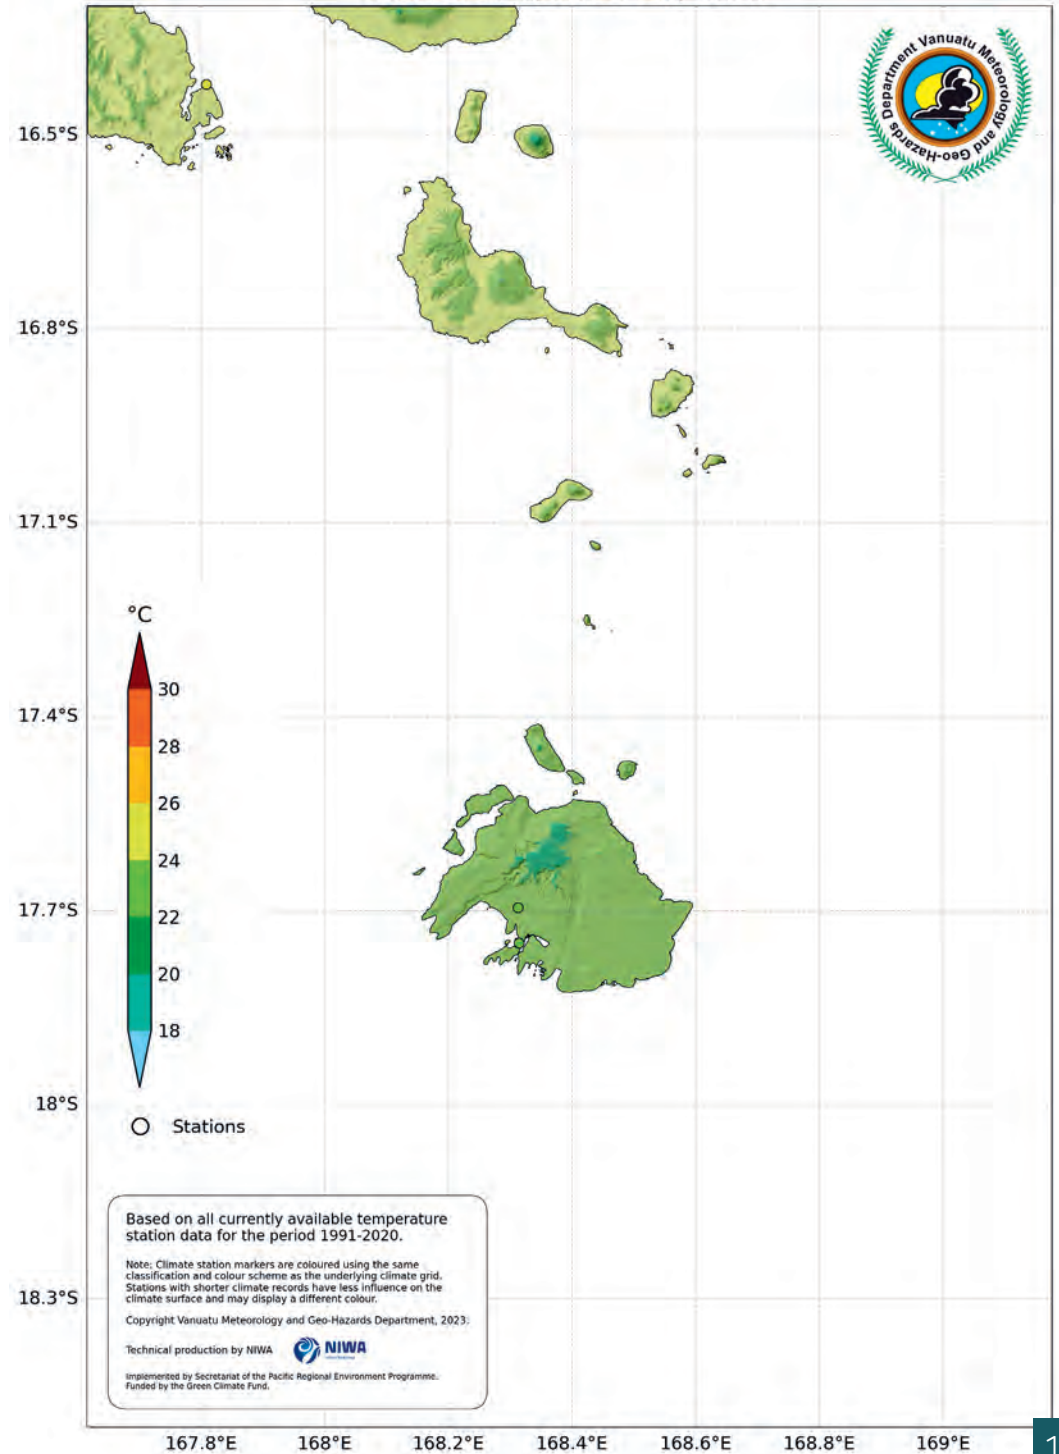 Vanuatu Meteorology and Geo-Hazards Department
16.5°S
16.8°S
17.1°S
°C
30
17.4°S
28
26
24
17.7°S
22
20
18
18°S
Stations
Based on all currently available temperature
station data for the period 1991-2020.
Note: Climate station markers are coloured using the same
classification and colour scheme as the underlying climate grid.
Stations with shorter climate records have less influence on the
climate surface and may display a different colour.
18.3°S
Copyright Vanuatu Meteorology and Geo-Hazards Department, 2023.
Technical production by NIWA
NIWA
Implemented by Secretariat of the Pacific Regional Environment Programme.
Funded by the Green Climate Fund.
167.8°E 168°E 168.2°E 168.4°E 168.6°E 168.8°E 169°E
1